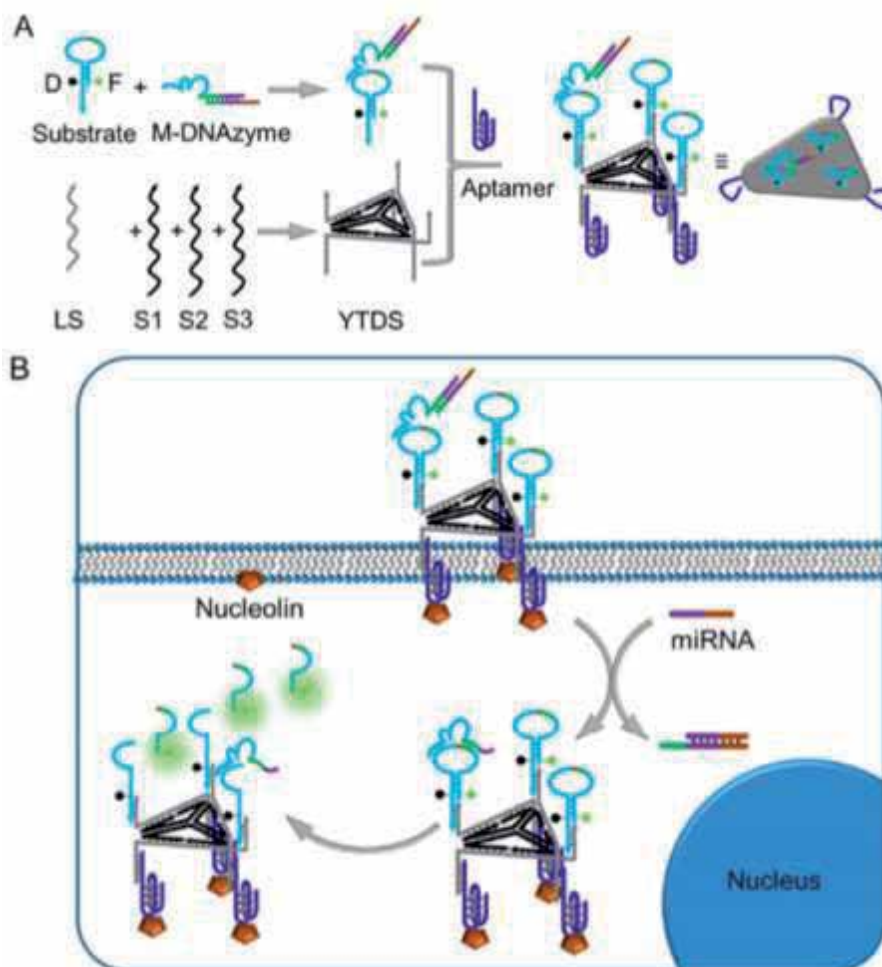 A
D F
+
Substrate M-DNAzyme
Aptamer
≡
+ + +
LS S1 S2 S3 YTDS
B
Nucleolin
miRNA
Nucleus